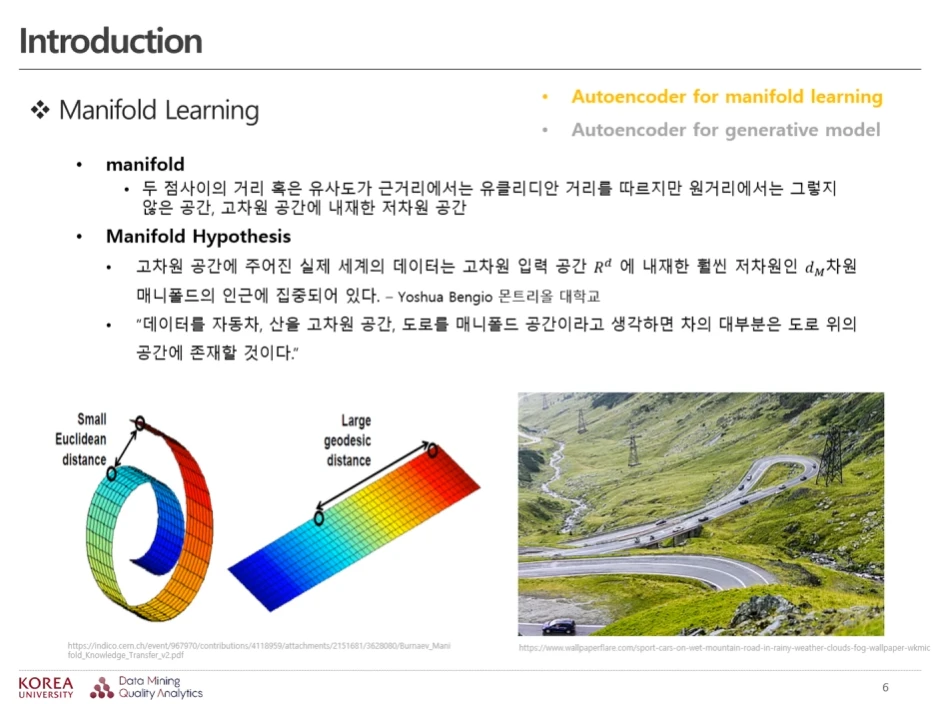 Introduction
❖ Manifold Learning
• Autoencoder for manifold learning
• Autoencoder for generative model
• manifold
• 두 점사이의 거리 혹은 유사도가 근거리에서는 유클리디안 거리를 따르지만 원거리에서는 그렇지
않은 공간, 고차원 공간에 내재한 저차원 공간
• Manifold Hypothesis
• 고차원 공간에 주어진 실제 세계의 데이터는 고차원 입력 공간 R^d 에 내재한 훨씬 저차원인 d_M차원
매니폴드의 인근에 집중되어 있다. – Yoshua Bengio 몬트리올 대학교
• “데이터를 자동차, 산을 고차원 공간, 도로를 매니폴드 공간이라고 생각하면 차의 대부분은 도로 위의
공간에 존재할 것이다.”
Small
Euclidean
distance
Large
geodesic
distance
https://indico.cern.ch/event/967970/contributions/4118959/attachments/2151681/3628080/Burnaev_Mani
fold_Knowledge_Transfer_v2.pdf
https://www.wallpaperflare.com/sport-cars-on-wet-mountain-road-in-rainy-weather-clouds-fog-wallpaper-wkmic
KOREA
UNIVERSITY
Data Mining
Quality Analytics
6